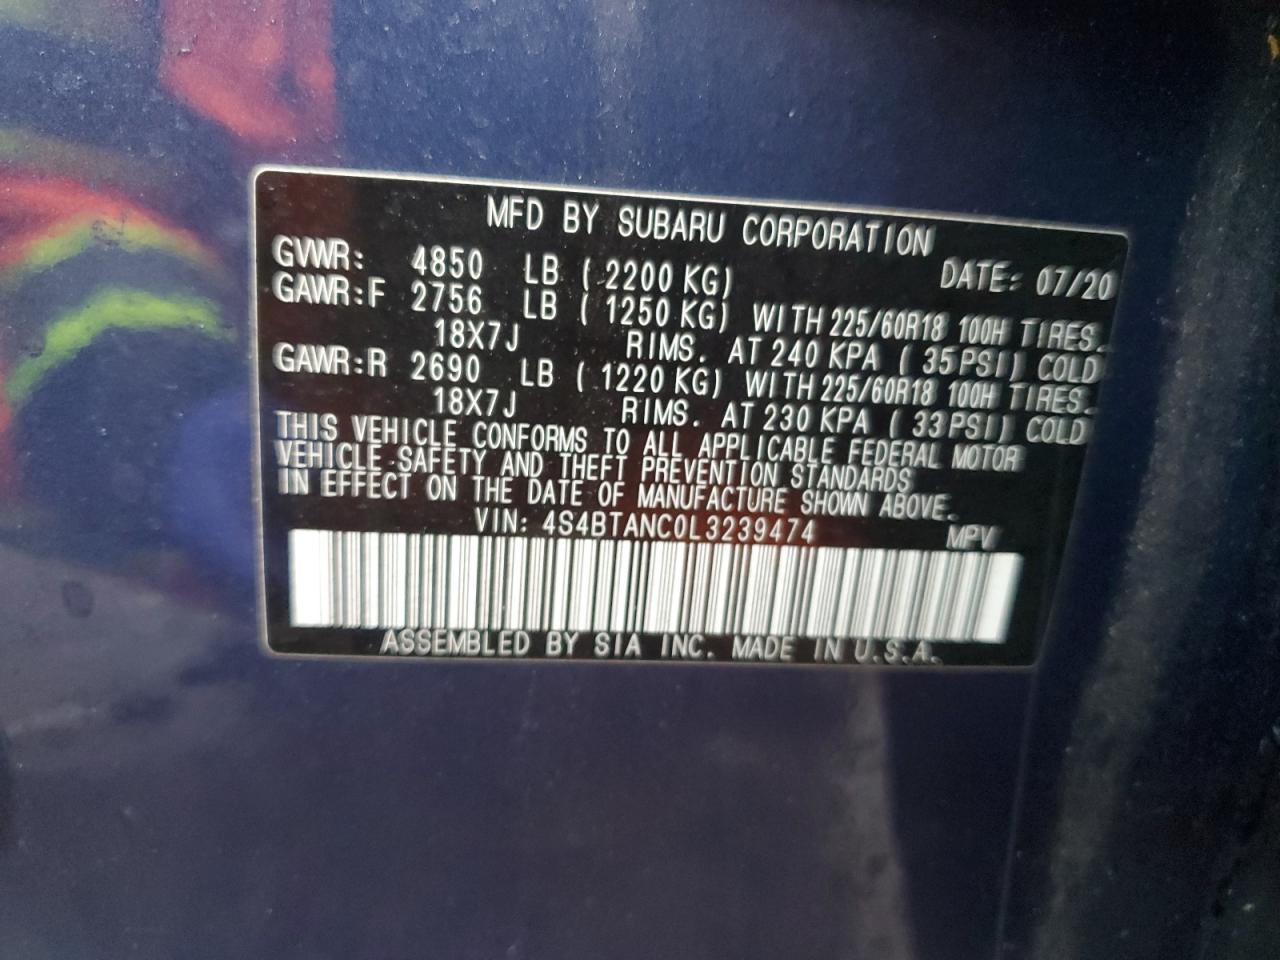 MFD BY SUBARU CORPORATION
GVWR: 4850 LB (2200 KG) DATE: 07/20
GAWR:F 2756 LB (1250 KG) WITH 225/60R18 100H TIRES.
18X7J RIMS. AT 240 KPA (35PSI) COLD
GAWR:R 2690 LB (1220 KG) WITH 225/60R18 100H TIRES.
18X7J RIMS. AT 230 KPA (33PSI) COLD
THIS VEHICLE CONFORMS TO ALL APPLICABLE FEDERAL MOTOR
VEHICLE SAFETY AND THEFT PREVENTION STANDARDS
IN EFFECT ON THE DATE OF MANUFACTURE SHOWN ABOVE.
VIN: 4S4BTANC0L3239474 MPV
ASSEMBLED BY SIA INC. MADE IN U.S.A.